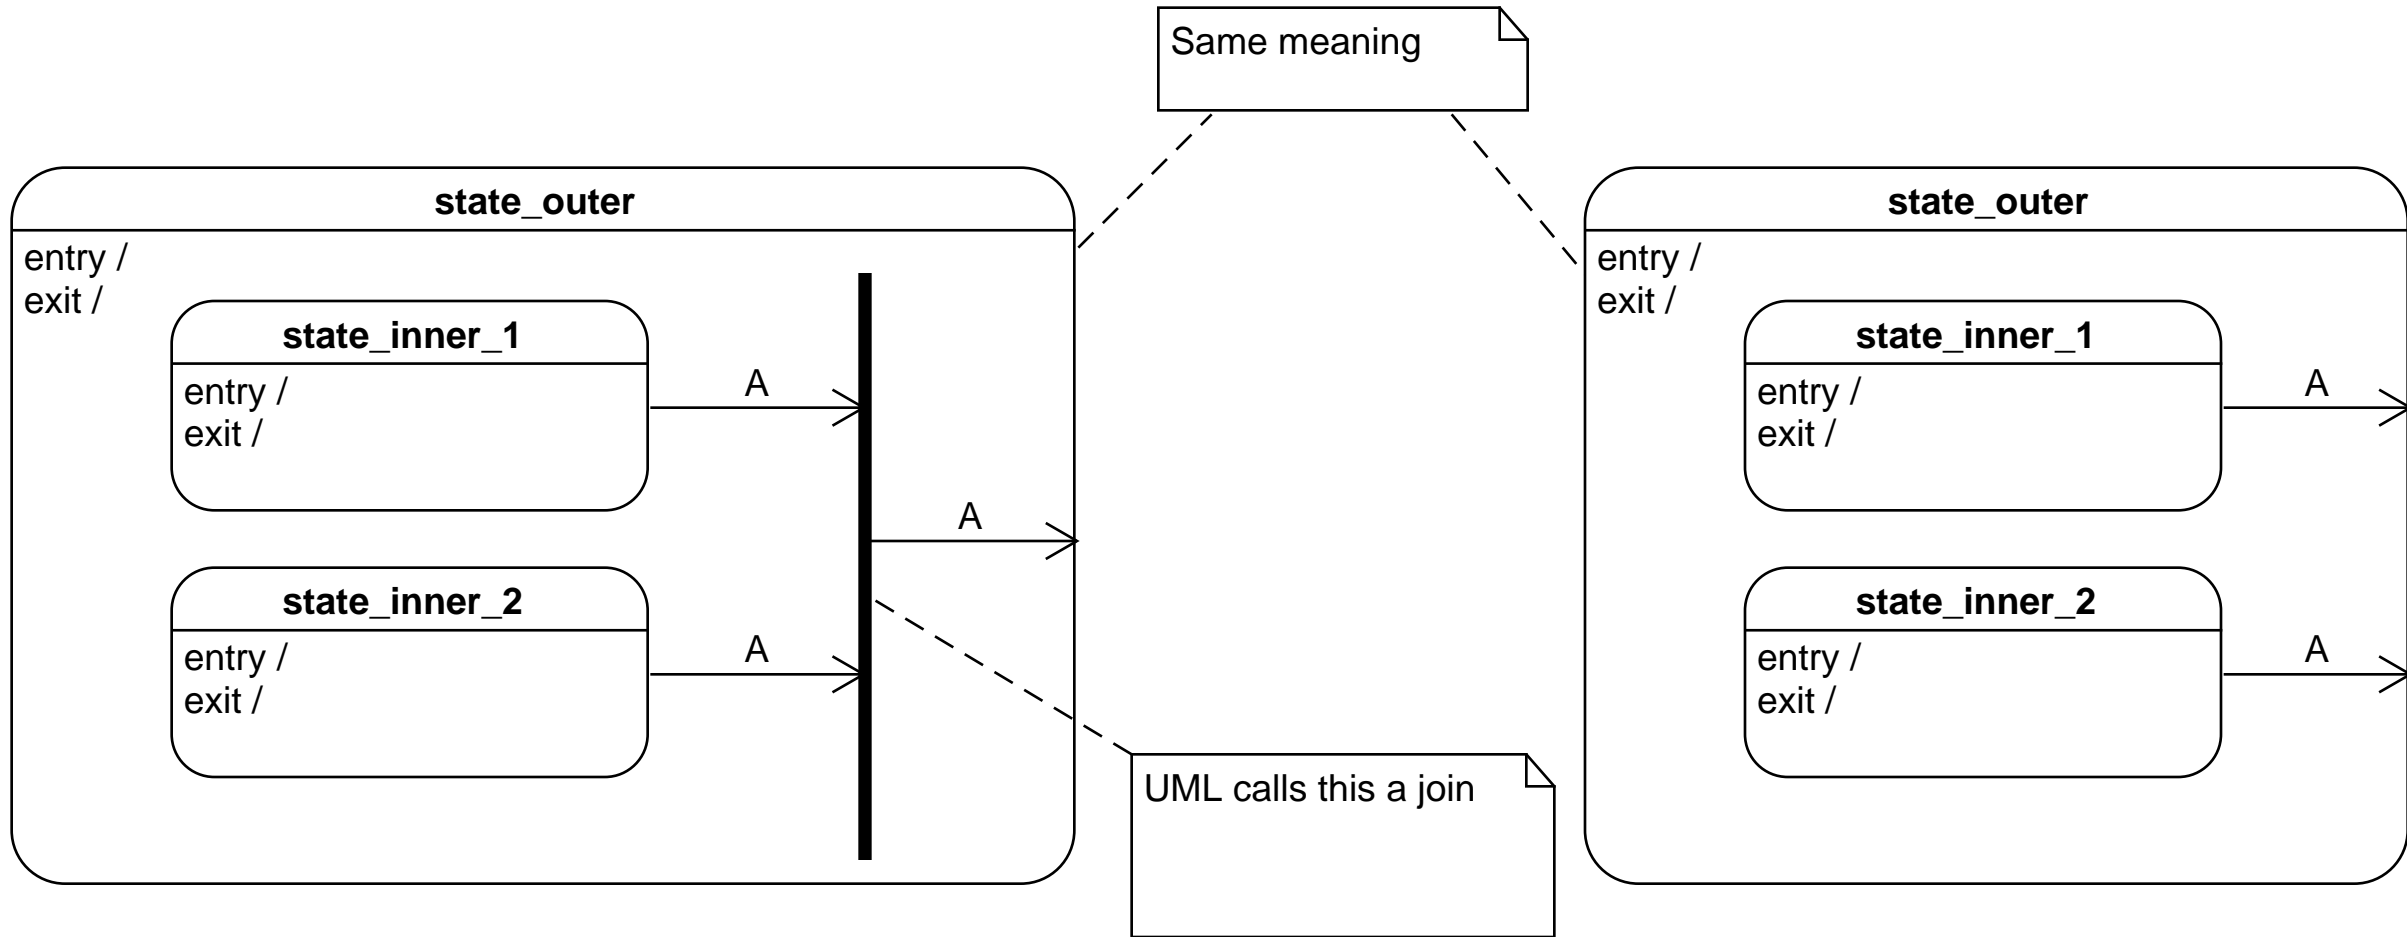 Same meaning
state_outer
entry /
exit /
state_inner_1
entry /
exit /
A
A
state_inner_2
entry /
exit /
A
UML calls this a join
state_outer
entry /
exit /
state_inner_1
entry /
exit /
A
state_inner_2
entry /
exit /
A